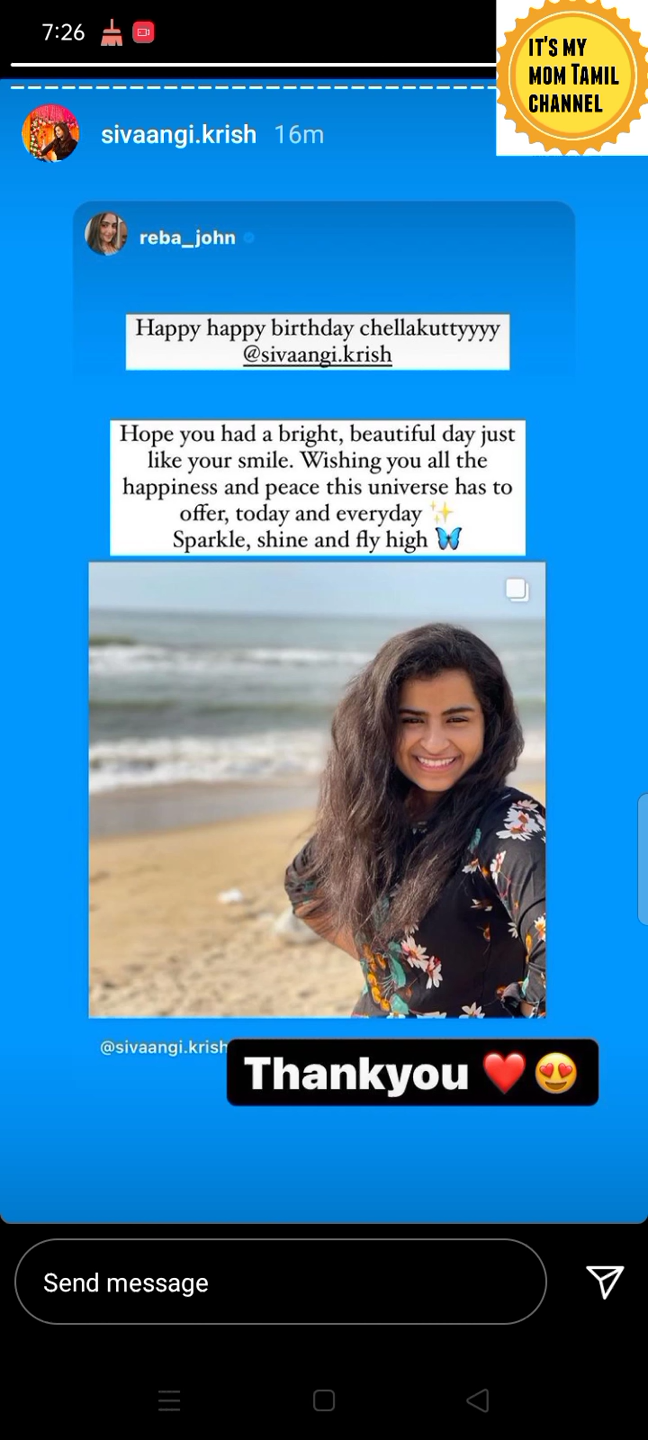 7:26
IT'S MY
MOM TAMIL
CHANNEL
sivaangi.krish 16m
reba_john
Happy happy birthday chellakuttyyyy
@sivaangi.krish
Hope you had a bright, beautiful day just
like your smile. Wishing you all the
happiness and peace this universe has to
offer, today and everyday ✨
Sparkle, shine and fly high 🦋
@sivaangi.krish
Thankyou ❤️😍
Send message